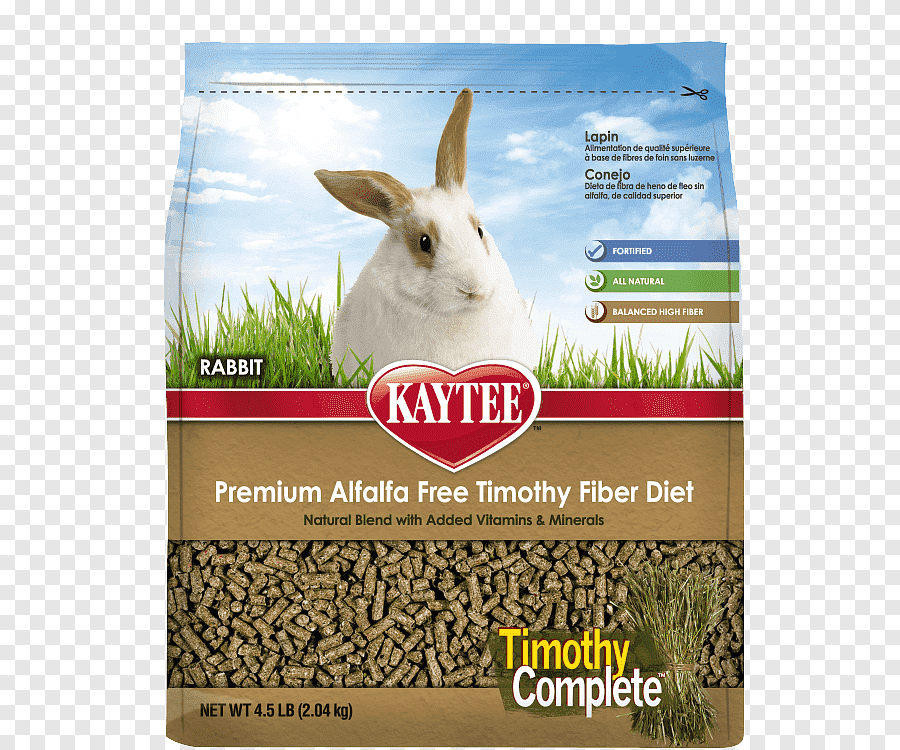 Lapin
Alimentation de qualité supérieure
à base de fibres de foin sans luzerne
Conejo
Dieta de fibra de heno de fleo sin
alfalfa, de calidad superior
FORTIFIED
ALL NATURAL
BALANCED HIGH FIBER
RABBIT
KAYTEE®
™
Premium Alfalfa Free Timothy Fiber Diet
Natural Blend with Added Vitamins & Minerals
Timothy
Complete™
NET WT 4.5 LB (2.04 kg)